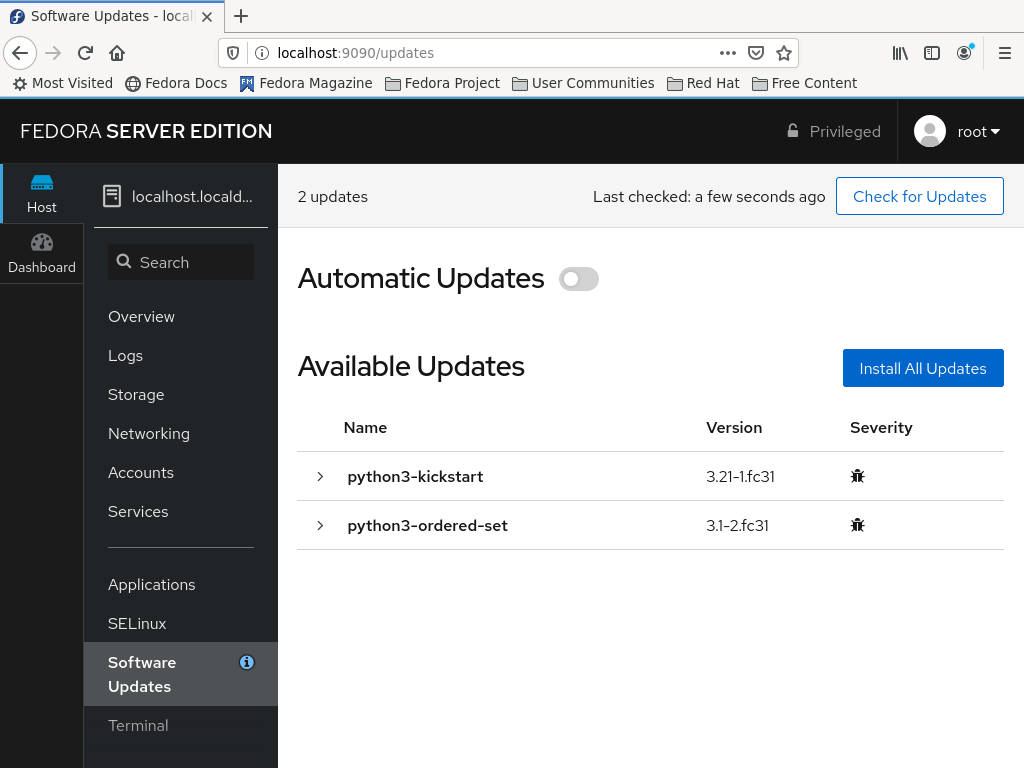 Software Updates - local
localhost:9090/updates
Most Visited
Fedora Docs
Fedora Magazine
Fedora Project
User Communities
Red Hat
Free Content
FEDORA SERVER EDITION
Privileged
root
Host
Dashboard
localhost.locald...
Search
Overview
Logs
Storage
Networking
Accounts
Services
Applications
SELinux
Software
Updates
Terminal
2 updates
Last checked: a few seconds ago
Check for Updates
Automatic Updates
Available Updates
Install All Updates
Name Version Severity
python3-kickstart 3.21-1.fc31
python3-ordered-set 3.1-2.fc31